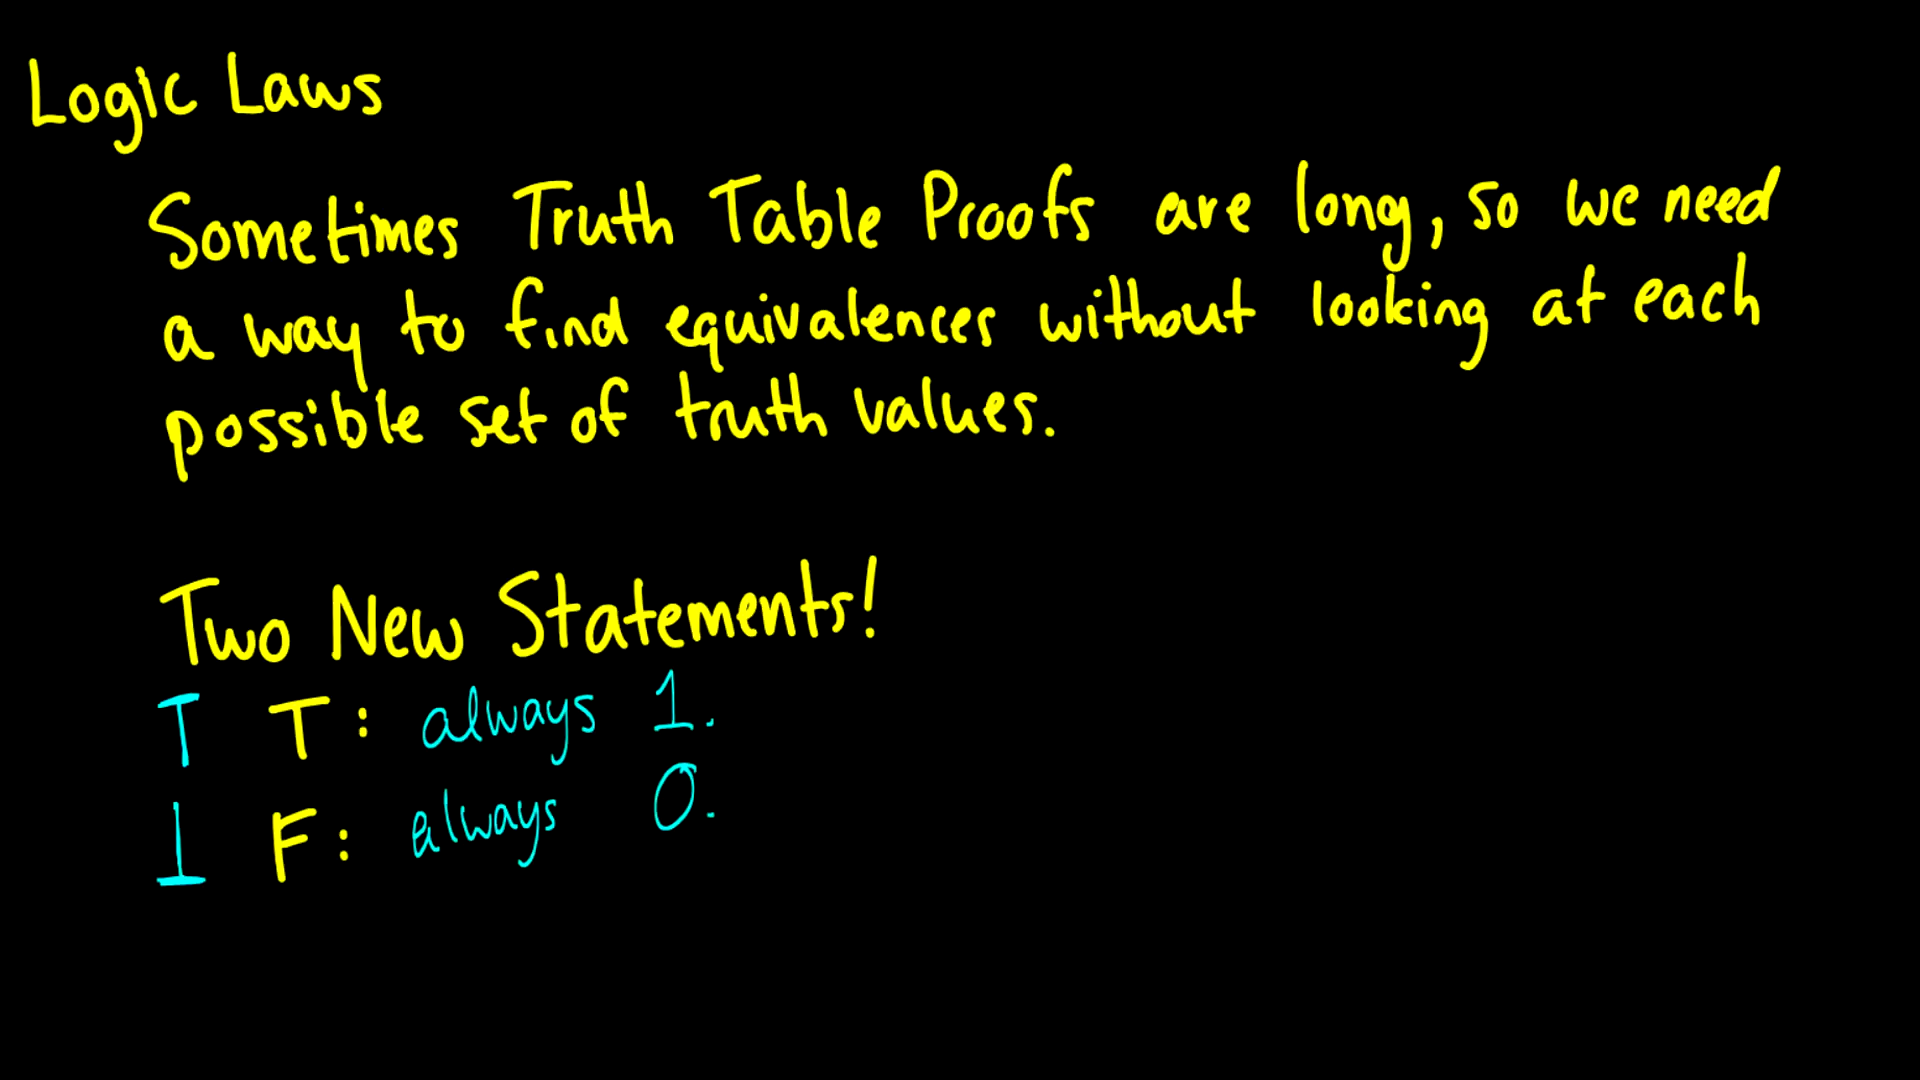 Logic Laws
Sometimes Truth Table Proofs are long, so we need
a way to find equivalences without looking at each
possible set of truth values.
Two New Statements!
⊤ T: always 1.
⊥ F: always 0.